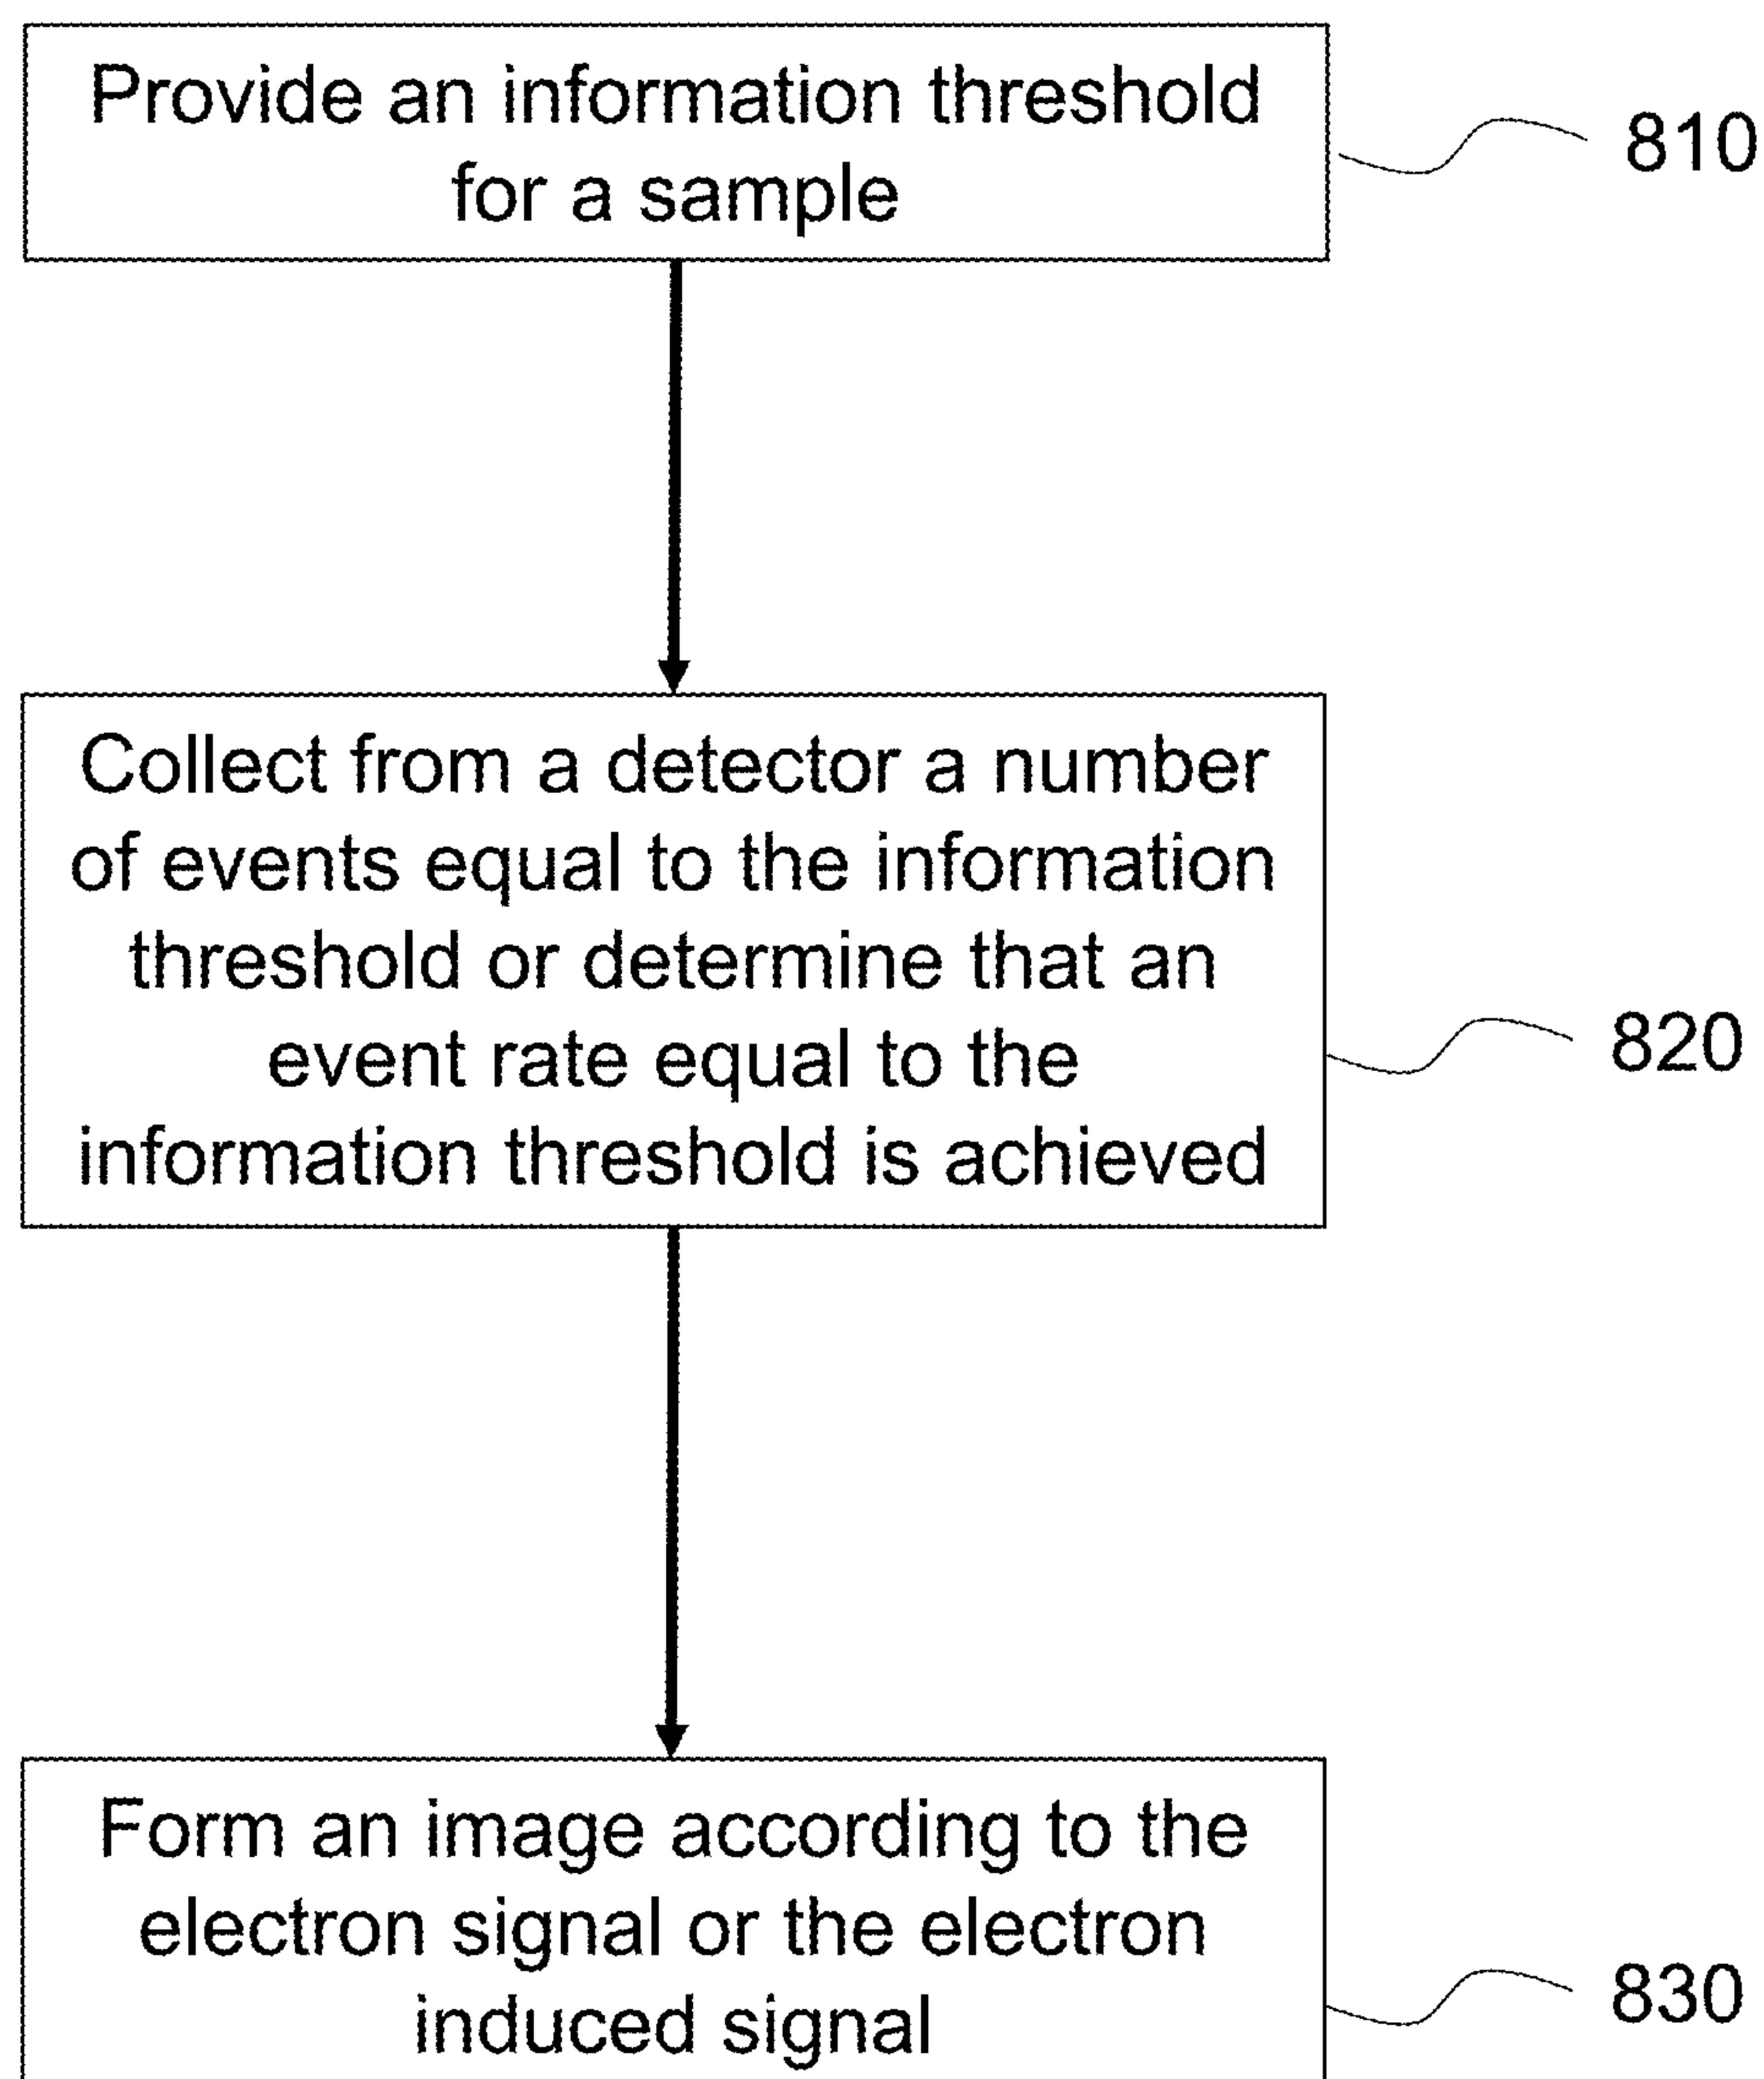 Provide an information threshold
for a sample
810
Collect from a detector a number
of events equal to the information
threshold or determine that an
event rate equal to the
information threshold is achieved
820
Form an image according to the
electron signal or the electron
induced signal
830